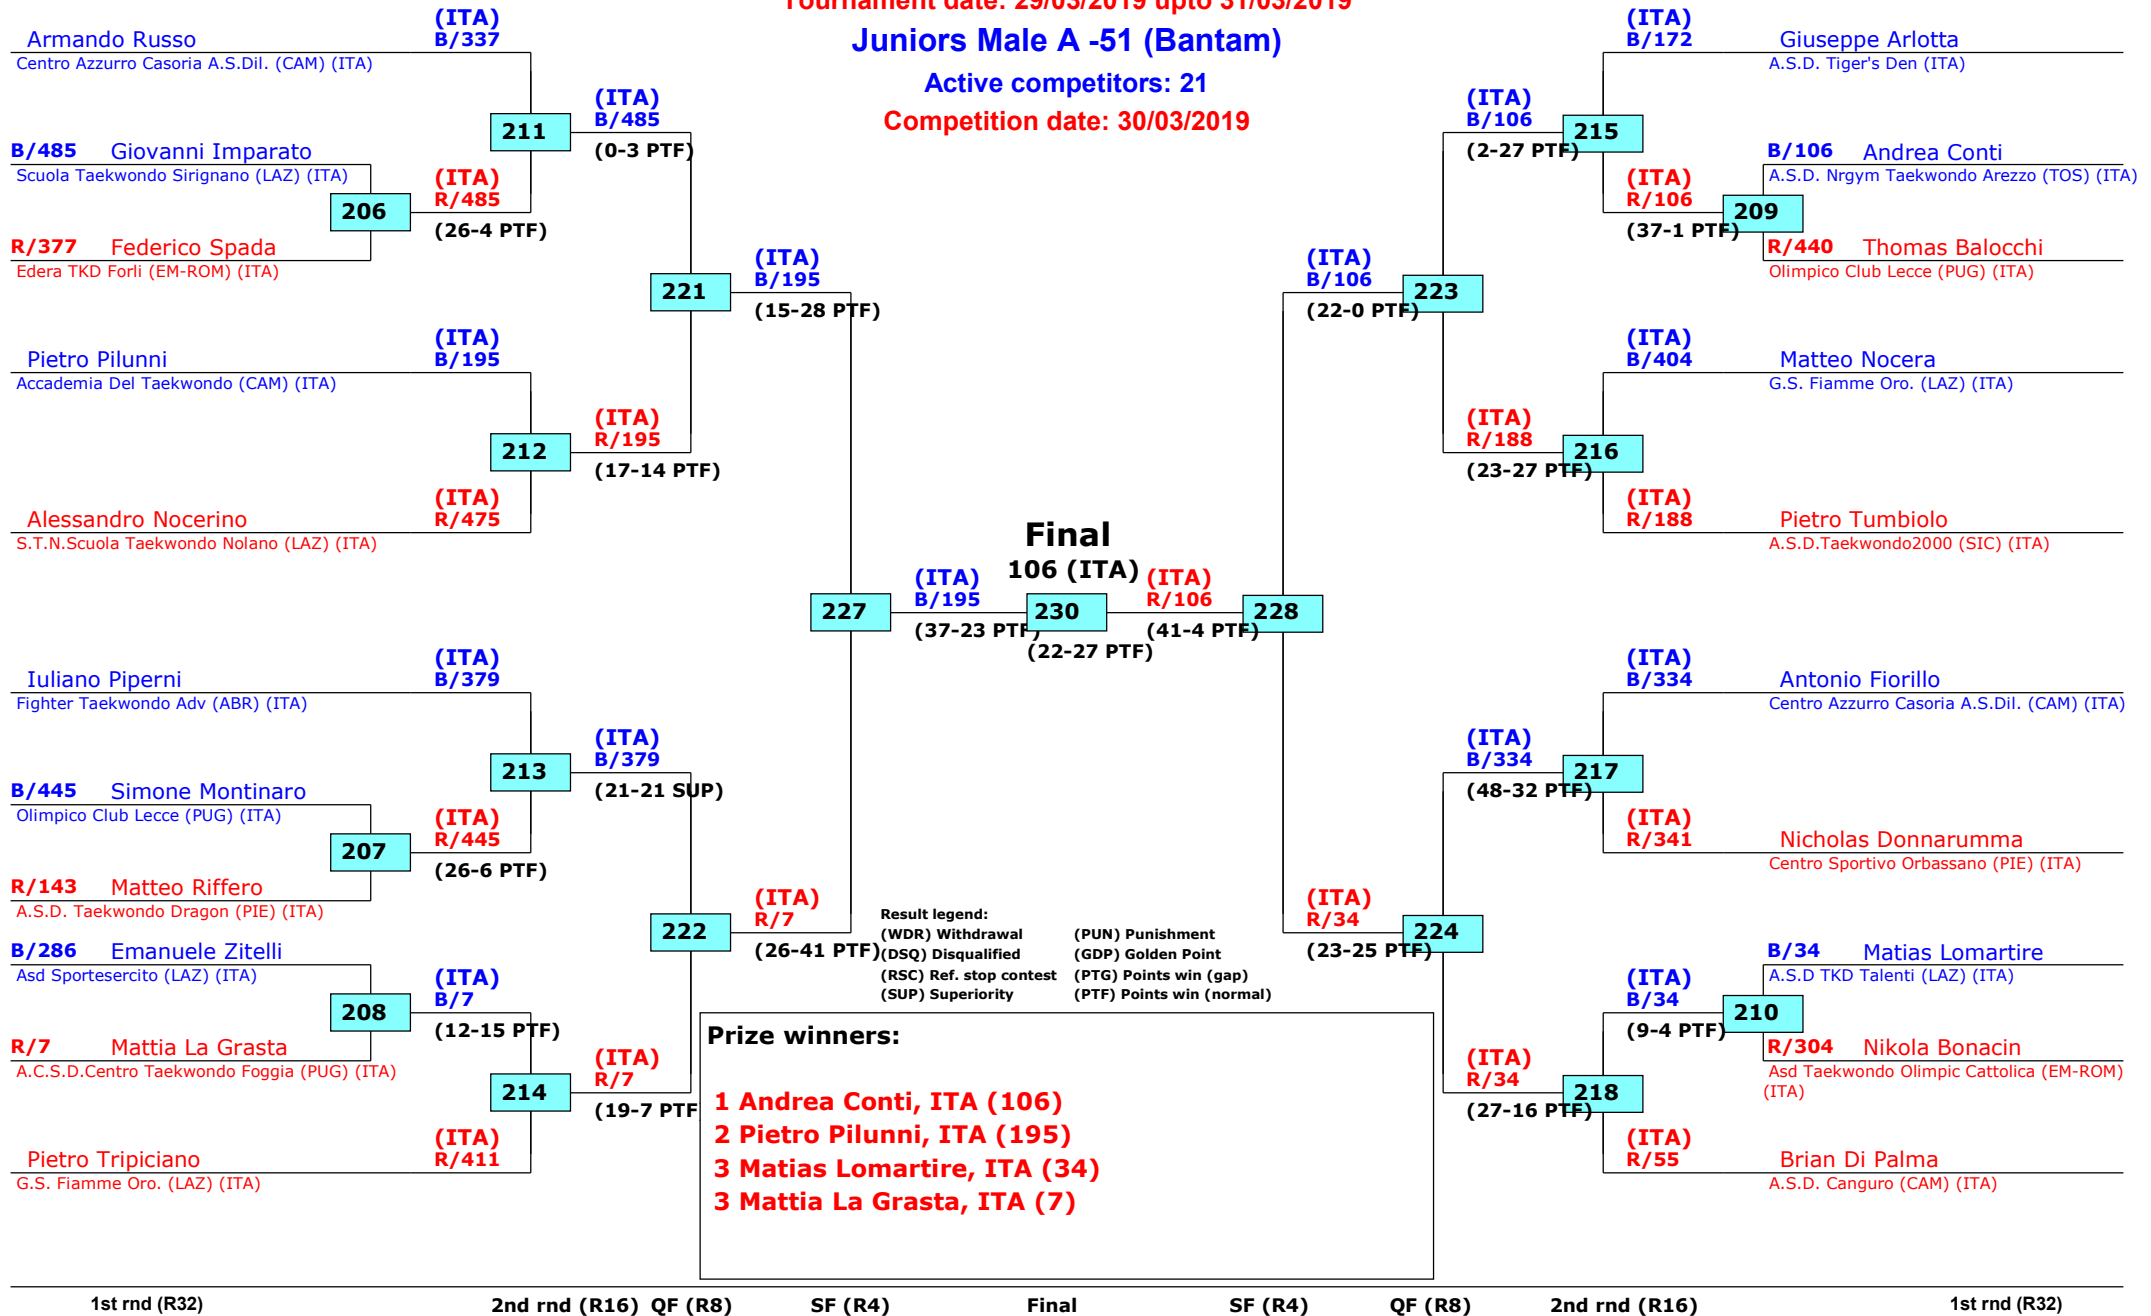 Tournament date: 29/03/2019 upto 31/03/2019
Juniors Male A -51 (Bantam)
Active competitors: 21
Competition date: 30/03/2019
(ITA)
B/337
Armando Russo
Centro Azzurro Casoria A.S.Dil. (CAM) (ITA)
211
(ITA)
B/485
(0-3 PTF)
B/485 Giovanni Imparato
Scuola Taekwondo Sirignano (LAZ) (ITA)
206
(ITA)
R/485
(26-4 PTF)
R/377 Federico Spada
Edera TKD Forli (EM-ROM) (ITA)
221
(ITA)
B/195
(15-28 PTF)
Pietro Pilunni
(ITA)
B/195
Accademia Del Taekwondo (CAM) (ITA)
212
(ITA)
R/195
(17-14 PTF)
Alessandro Nocerino
(ITA)
R/475
S.T.N.Scuola Taekwondo Nolano (LAZ) (ITA)
227
(ITA)
B/195
(37-23 PTF)
Iuliano Piperni
(ITA)
B/379
Fighter Taekwondo Adv (ABR) (ITA)
213
(ITA)
B/379
(21-21 SUP)
B/445 Simone Montinaro
Olimpico Club Lecce (PUG) (ITA)
207
(ITA)
R/445
(26-6 PTF)
R/143 Matteo Riffero
A.S.D. Taekwondo Dragon (PIE) (ITA)
222
(ITA)
R/7
(26-41 PTF)
B/286 Emanuele Zitelli
Asd Sportesercito (LAZ) (ITA)
208
(ITA)
B/7
(12-15 PTF)
R/7 Mattia La Grasta
A.C.S.D.Centro Taekwondo Foggia (PUG) (ITA)
214
(ITA)
R/7
(19-7 PTF
Pietro Tripiciano
(ITA)
R/411
G.S. Fiamme Oro. (LAZ) (ITA)
Final
106 (ITA)
230
(22-27 PTF)
(ITA)
R/106
(41-4 PTF)
228
(ITA)
B/172
Giuseppe Arlotta
A.S.D. Tiger's Den (ITA)
(ITA)
B/106
(2-27 PTF)
215
B/106 Andrea Conti
A.S.D. Nrgym Taekwondo Arezzo (TOS) (ITA)
(ITA)
R/106
(37-1 PTF)
209
R/440 Thomas Balocchi
Olimpico Club Lecce (PUG) (ITA)
(ITA)
B/106
(22-0 PTF)
223
(ITA)
B/404
Matteo Nocera
G.S. Fiamme Oro. (LAZ) (ITA)
(ITA)
R/188
(23-27 PTF)
216
(ITA)
R/188
Pietro Tumbiolo
A.S.D.Taekwondo2000 (SIC) (ITA)
(ITA)
B/334
Antonio Fiorillo
Centro Azzurro Casoria A.S.Dil. (CAM) (ITA)
(ITA)
B/334
(48-32 PTF)
217
(ITA)
R/341
Nicholas Donnarumma
Centro Sportivo Orbassano (PIE) (ITA)
(ITA)
R/34
(23-25 PTF)
224
B/34 Matias Lomartire
A.S.D TKD Talenti (LAZ) (ITA)
(ITA)
B/34
(9-4 PTF)
210
R/304 Nikola Bonacin
Asd Taekwondo Olimpic Cattolica (EM-ROM)
(ITA)
(ITA)
R/34
(27-16 PTF)
218
(ITA)
R/55
Brian Di Palma
A.S.D. Canguro (CAM) (ITA)
Result legend:
(WDR) Withdrawal (PUN) Punishment
(DSQ) Disqualified (GDP) Golden Point
(RSC) Ref. stop contest (PTG) Points win (gap)
(SUP) Superiority (PTF) Points win (normal)
Prize winners:
1 Andrea Conti, ITA (106)
2 Pietro Pilunni, ITA (195)
3 Matias Lomartire, ITA (34)
3 Mattia La Grasta, ITA (7)
1st rnd (R32) 2nd rnd (R16) QF (R8) SF (R4) Final SF (R4) QF (R8) 2nd rnd (R16) 1st rnd (R32)